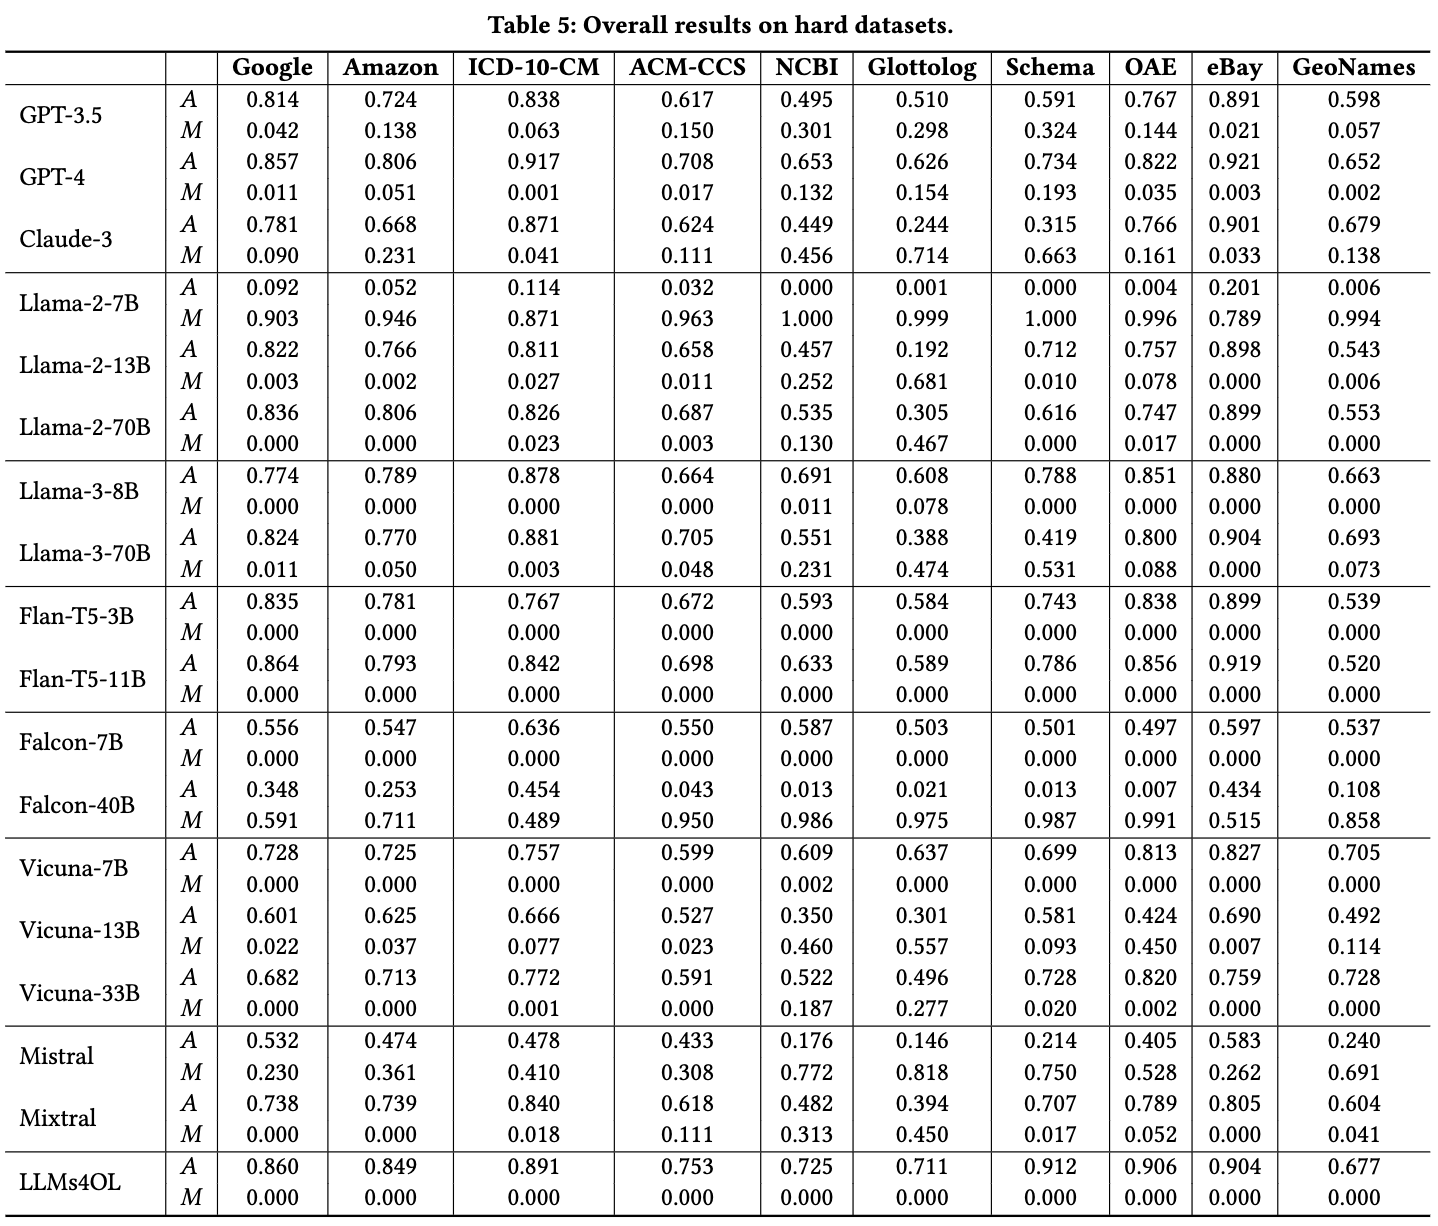 Table 5: Overall results on hard datasets.
Google Amazon ICD-10-CM ACM-CCS NCBI Glottolog Schema OAE eBay GeoNames
GPT-3.5
A 0.814 0.724 0.838 0.617 0.495 0.510 0.591 0.767 0.891 0.598
M 0.042 0.138 0.063 0.150 0.301 0.298 0.324 0.144 0.021 0.057
GPT-4
A 0.857 0.806 0.917 0.708 0.653 0.626 0.734 0.822 0.921 0.652
M 0.011 0.051 0.001 0.017 0.132 0.154 0.193 0.035 0.003 0.002
Claude-3
A 0.781 0.668 0.871 0.624 0.449 0.244 0.315 0.766 0.901 0.679
M 0.090 0.231 0.041 0.111 0.456 0.714 0.663 0.161 0.033 0.138
Llama-2-7B
A 0.092 0.052 0.114 0.032 0.000 0.001 0.000 0.004 0.201 0.006
M 0.903 0.946 0.871 0.963 1.000 0.999 1.000 0.996 0.789 0.994
Llama-2-13B
A 0.822 0.766 0.811 0.658 0.457 0.192 0.712 0.757 0.898 0.543
M 0.003 0.002 0.027 0.011 0.252 0.681 0.010 0.078 0.000 0.006
Llama-2-70B
A 0.836 0.806 0.826 0.687 0.535 0.305 0.616 0.747 0.899 0.553
M 0.000 0.000 0.023 0.003 0.130 0.467 0.000 0.017 0.000 0.000
Llama-3-8B
A 0.774 0.789 0.878 0.664 0.691 0.608 0.788 0.851 0.880 0.663
M 0.000 0.000 0.000 0.000 0.011 0.078 0.000 0.000 0.000 0.000
Llama-3-70B
A 0.824 0.770 0.881 0.705 0.551 0.388 0.419 0.800 0.904 0.693
M 0.011 0.050 0.003 0.048 0.231 0.474 0.531 0.088 0.000 0.073
Flan-T5-3B
A 0.835 0.781 0.767 0.672 0.593 0.584 0.743 0.838 0.899 0.539
M 0.000 0.000 0.000 0.000 0.000 0.000 0.000 0.000 0.000 0.000
Flan-T5-11B
A 0.864 0.793 0.842 0.698 0.633 0.589 0.786 0.856 0.919 0.520
M 0.000 0.000 0.000 0.000 0.000 0.000 0.000 0.000 0.000 0.000
Falcon-7B
A 0.556 0.547 0.636 0.550 0.587 0.503 0.501 0.497 0.597 0.537
M 0.000 0.000 0.000 0.000 0.000 0.000 0.000 0.000 0.000 0.000
Falcon-40B
A 0.348 0.253 0.454 0.043 0.013 0.021 0.013 0.007 0.434 0.108
M 0.591 0.711 0.489 0.950 0.986 0.975 0.987 0.991 0.515 0.858
Vicuna-7B
A 0.728 0.725 0.757 0.599 0.609 0.637 0.699 0.813 0.827 0.705
M 0.000 0.000 0.000 0.000 0.002 0.000 0.000 0.000 0.000 0.000
Vicuna-13B
A 0.601 0.625 0.666 0.527 0.350 0.301 0.581 0.424 0.690 0.492
M 0.022 0.037 0.077 0.023 0.460 0.557 0.093 0.450 0.007 0.114
Vicuna-33B
A 0.682 0.713 0.772 0.591 0.522 0.496 0.728 0.820 0.759 0.728
M 0.000 0.000 0.001 0.000 0.187 0.277 0.020 0.002 0.000 0.000
Mistral
A 0.532 0.474 0.478 0.433 0.176 0.146 0.214 0.405 0.583 0.240
M 0.230 0.361 0.410 0.308 0.772 0.818 0.750 0.528 0.262 0.691
Mixtral
A 0.738 0.739 0.840 0.618 0.482 0.394 0.707 0.789 0.805 0.604
M 0.000 0.000 0.018 0.111 0.313 0.450 0.017 0.052 0.000 0.041
LLMs4OL
A 0.860 0.849 0.891 0.753 0.725 0.711 0.912 0.906 0.904 0.677
M 0.000 0.000 0.000 0.000 0.000 0.000 0.000 0.000 0.000 0.000